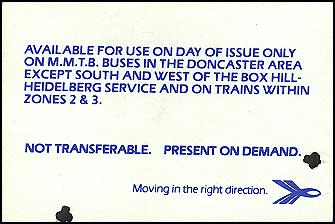 AVAILABLE FOR USE ON DAY OF ISSUE ONLY
ON M.M.T.B. BUSES IN THE DONCASTER AREA
EXCEPT SOUTH AND WEST OF THE BOX HILL-
HEIDELBERG SERVICE AND ON TRAINS WITHIN
ZONES 2 & 3.
NOT TRANSFERABLE. PRESENT ON DEMAND.
Moving in the right direction.